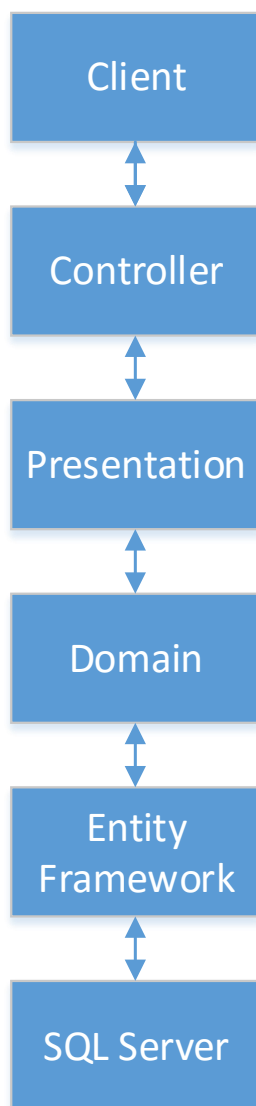 Client
Controller
Presentation
Domain
Entity
Framework
SQL Server